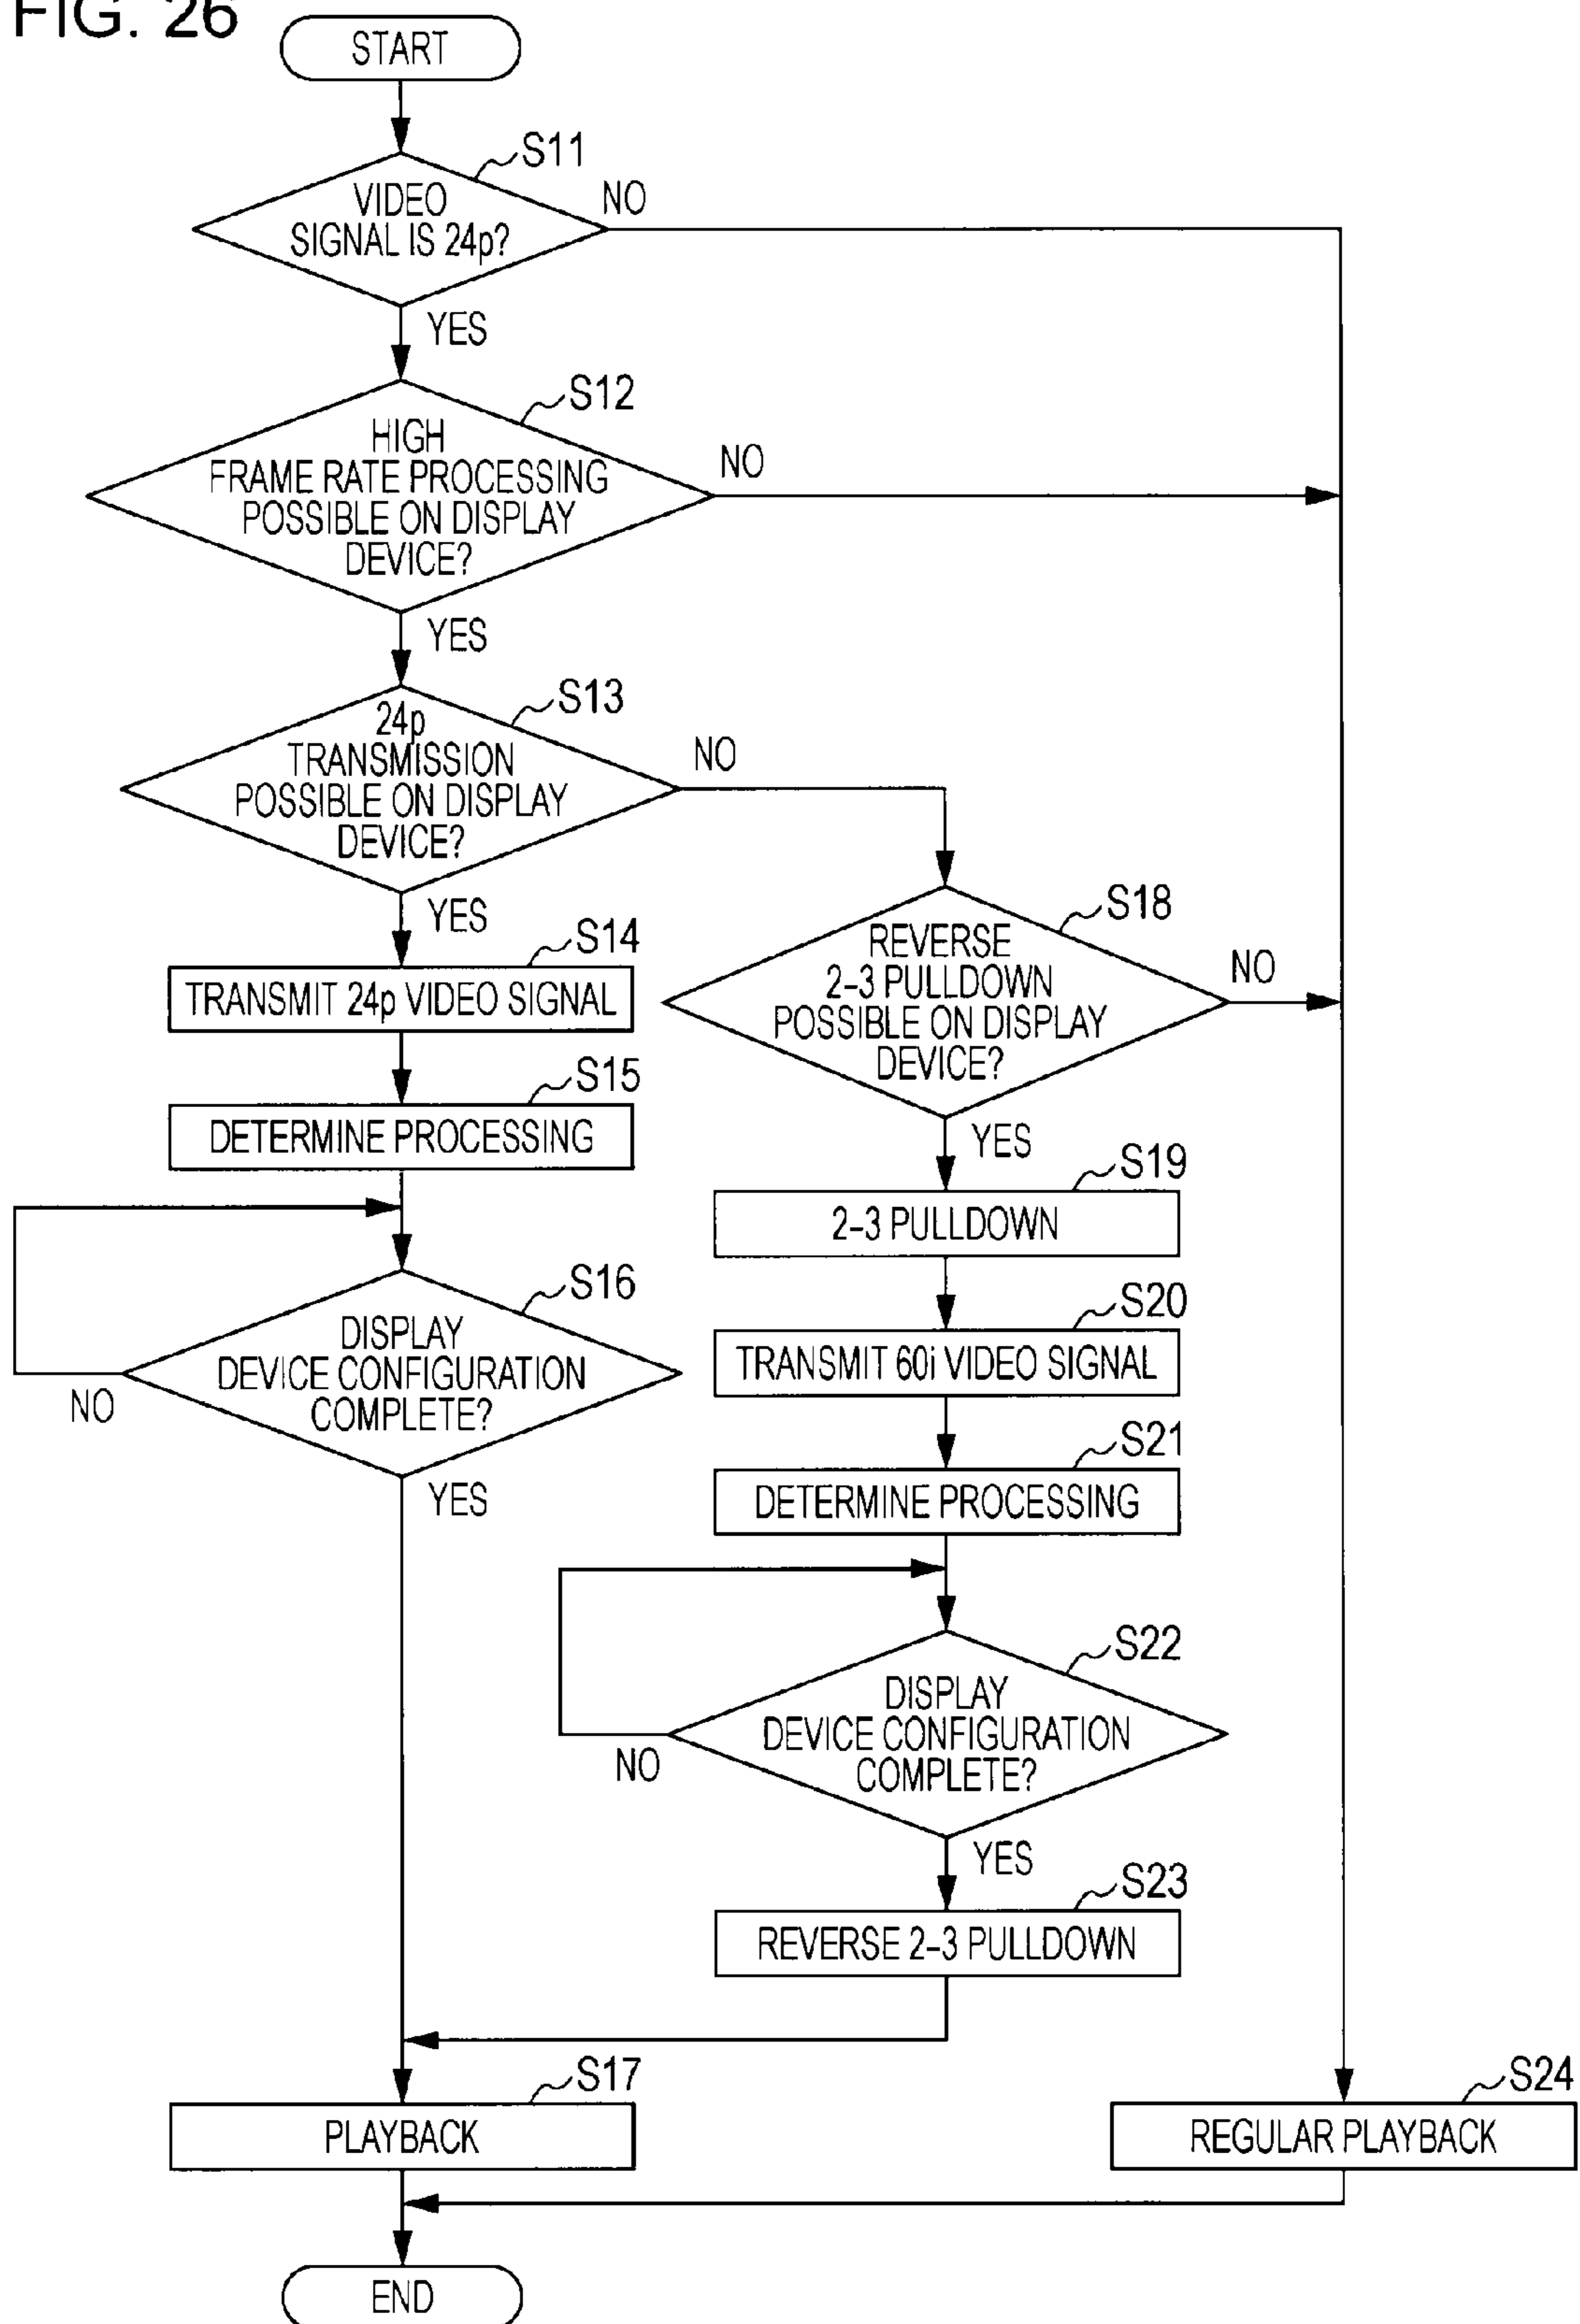 FIG. 26
START
S11
VIDEO
SIGNAL IS 24p?
NO
YES
S12
HIGH
FRAME RATE PROCESSING
POSSIBLE ON DISPLAY
DEVICE?
NO
YES
S13
24p
TRANSMISSION
POSSIBLE ON DISPLAY
DEVICE?
NO
YES
S14
TRANSMIT 24p VIDEO SIGNAL
S15
DETERMINE PROCESSING
S16
DISPLAY
DEVICE CONFIGURATION
COMPLETE?
NO
YES
S18
REVERSE
2-3 PULLDOWN
POSSIBLE ON DISPLAY
DEVICE?
NO
YES
S19
2-3 PULLDOWN
S20
TRANSMIT 60i VIDEO SIGNAL
S21
DETERMINE PROCESSING
S22
DISPLAY
DEVICE CONFIGURATION
COMPLETE?
NO
YES
S23
REVERSE 2-3 PULLDOWN
S17
PLAYBACK
S24
REGULAR PLAYBACK
END